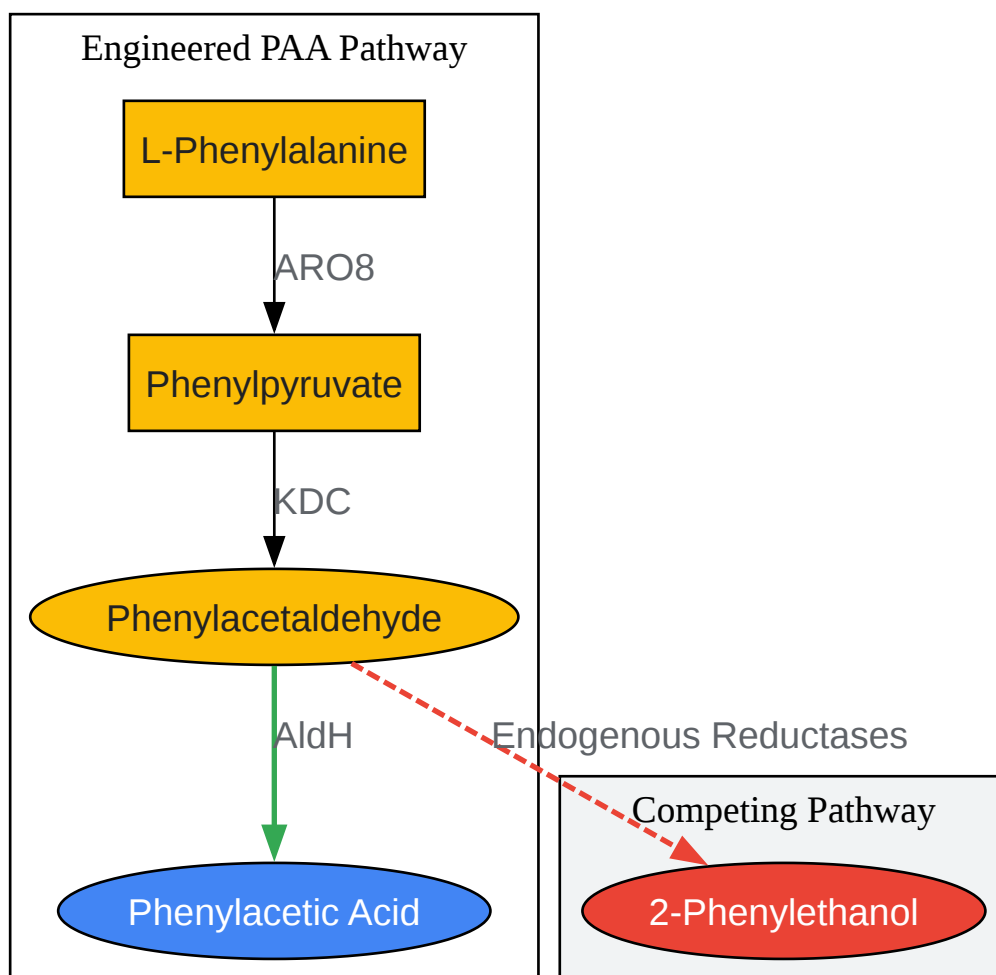 Engineered PAA Pathway
L-Phenylalanine
ARO8
Phenylpyruvate
KDC
Phenylacetaldehyde
AldH
Endogenous Reductases
Competing Pathway
Phenylacetic Acid
2-Phenylethanol